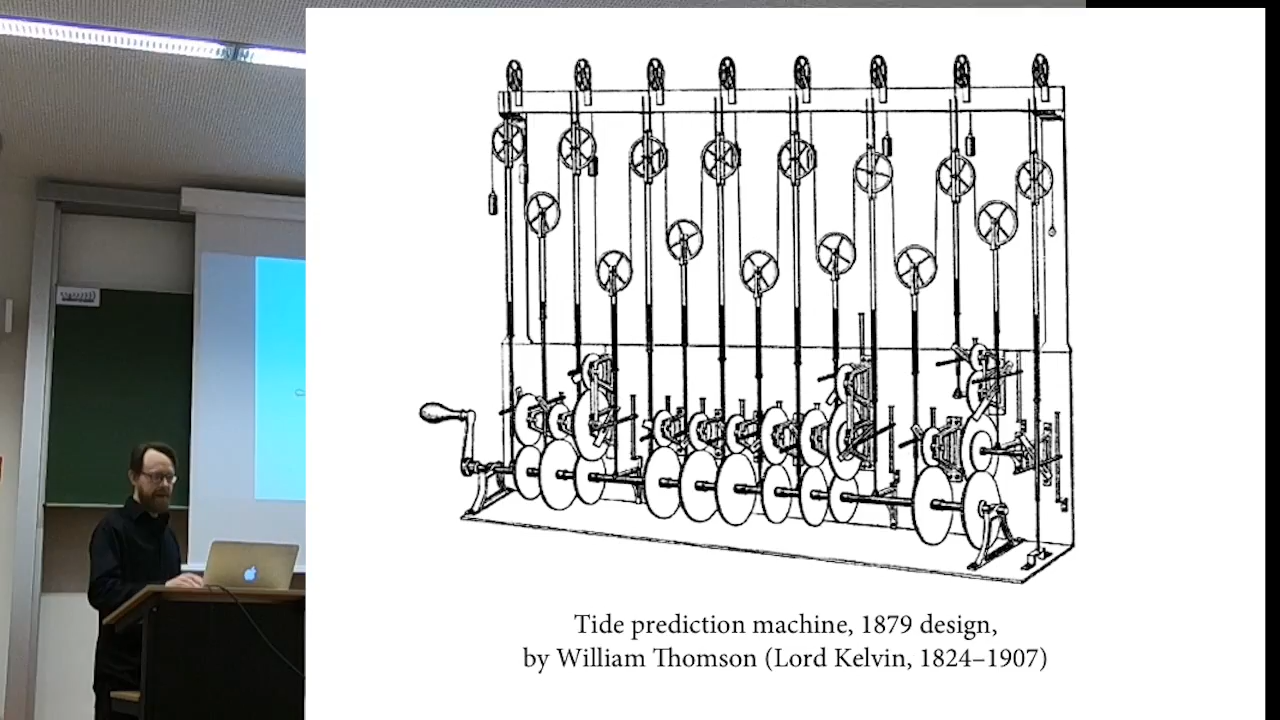 Tide prediction machine, 1879 design,
by William Thomson (Lord Kelvin, 1824–1907)